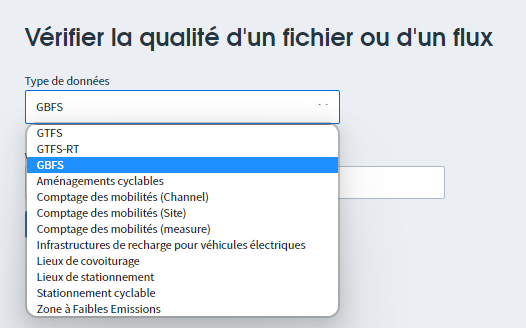 Vérifier la qualité d'un fichier ou d'un flux
Type de données
GBFS
GTFS
GTFS-RT
GBFS
Aménagements cyclables
Comptage des mobilités (Channel)
Comptage des mobilités (Site)
Comptage des mobilités (measure)
Infrastructures de recharge pour véhicules électriques
Lieux de covoiturage
Lieux de stationnement
Stationnement cyclable
Zone à Faibles Emissions